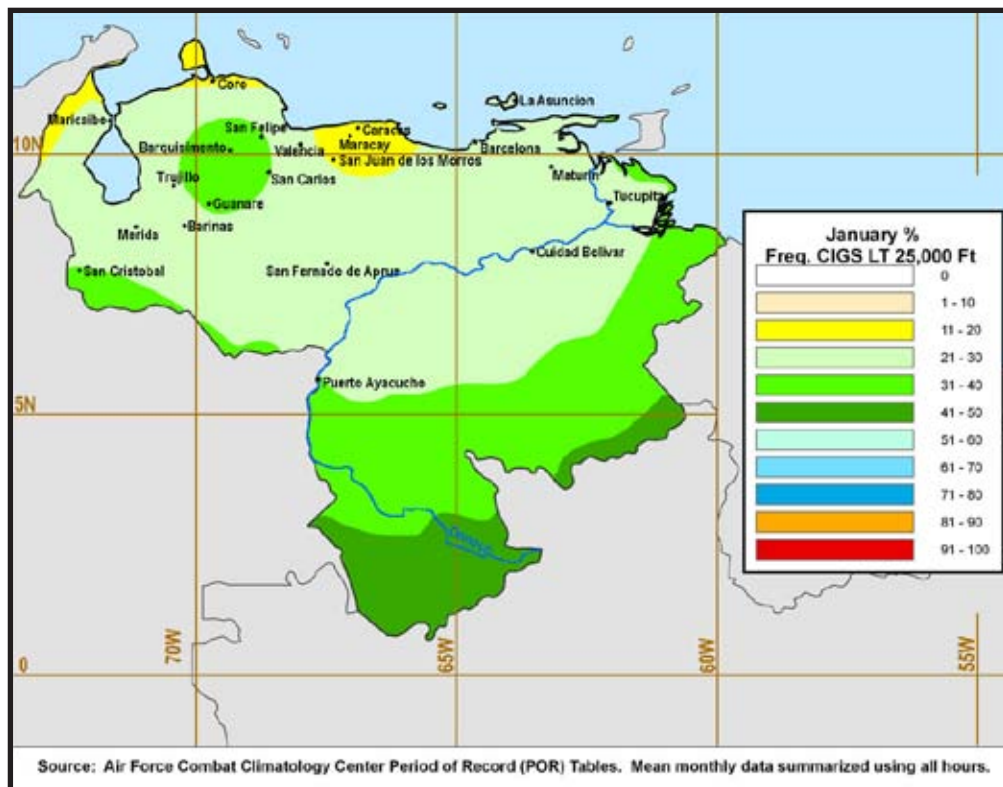 Coro
La Asuncion
Maricaibo
San Felipe
Caracas
10N
Barquisimento
Valencia
Maracay
Barcelona
San Juan de los Morros
Trujillo
San Carlos
Maturin
Guanare
Tucupita
Merida
Barinas
Cuidad Bolivar
San Cristobal
San Fernado de Aprua
January %
Freq. CIGS LT 25,000 Ft
0
1 - 10
11 - 20
21 - 30
31 - 40
41 - 50
51 - 60
61 - 70
71 - 80
81 - 90
91 - 100
Puerto Ayacucho
5N
0
70W
65W
60W
55W
Source: Air Force Combat Climatology Center Period of Record (POR) Tables. Mean monthly data summarized using all hours.